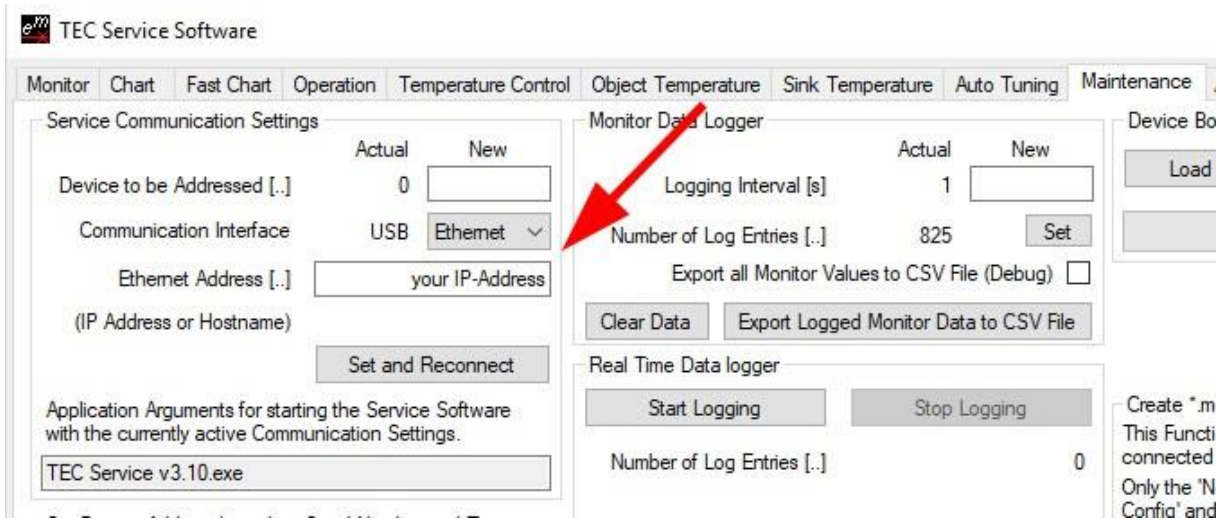 TEC Service Software
Monitor Chart Fast Chart Operation Temperature Control Object Temperature Sink Temperature Auto Tuning Maintenance
Service Communication Settings
Actual New
Device to be Addressed [..] 0
Communication Interface USB Ethernet
Ethernet Address [..] your IP-Address
(IP Address or Hostname)
Set and Reconnect
Application Arguments for starting the Service Software
with the currently active Communication Settings.
TEC Service v3.10.exe
Monitor Data Logger
Actual New
Logging Interval [s] 1
Number of Log Entries [..] 825 Set
Export all Monitor Values to CSV File (Debug)
Clear Data Export Logged Monitor Data to CSV File
Real Time Data logger
Start Logging Stop Logging
Number of Log Entries [..] 0
Device Bo
Load
Create *.m
This Functi
connected
Only the 'N
Config' and